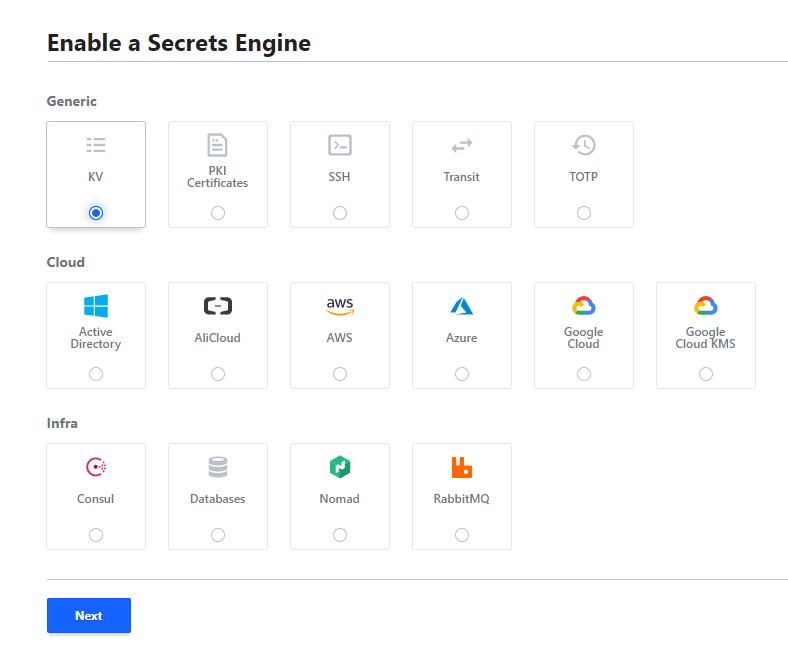 Enable a Secrets Engine
Generic
KV
PKI
Certificates
SSH
Transit
TOTP
Cloud
Active
Directory
AliCloud
aws
AWS
Azure
Google
Cloud
Google
Cloud KMS
Infra
Consul
Databases
Nomad
RabbitMQ
Next